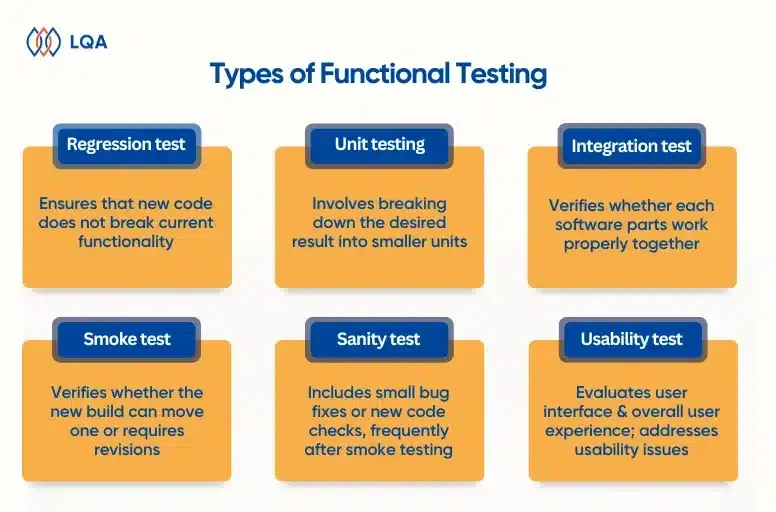 LQA
Types of Functional Testing
Regression test
Ensures that new code
does not break current
functionality
Unit testing
Involves breaking
down the desired
result into smaller units
Integration test
Verifies whether each
software parts work
properly together
Smoke test
Verifies whether the
new build can move
one or requires
revisions
Sanity test
Includes small bug
fixes or new code
checks, frequently
after smoke testing
Usability test
Evaluates user
interface & overall user
experience; addresses
usability issues